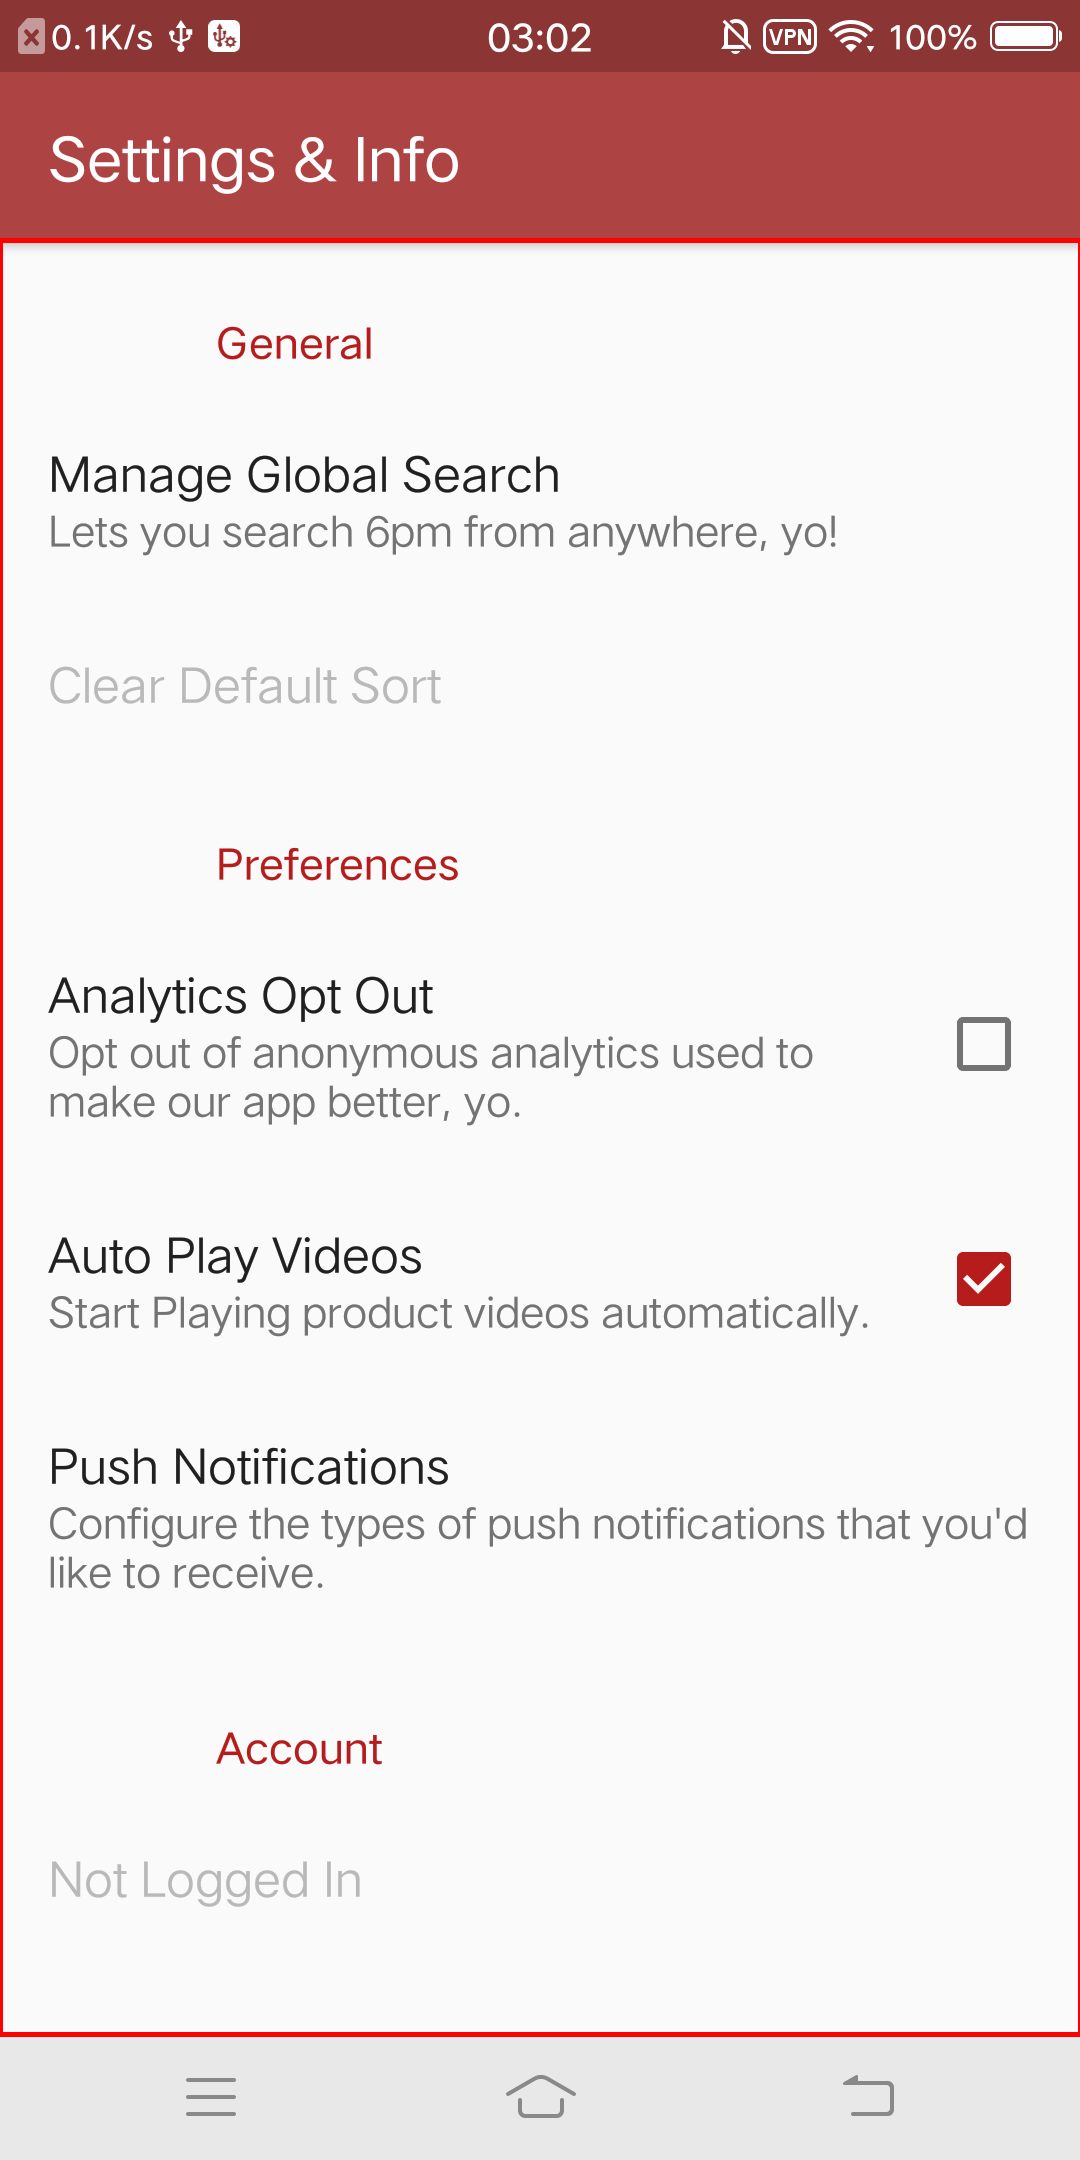 0.1K/s 03:02 VPN 100%
Settings & Info
General
Manage Global Search
Lets you search 6pm from anywhere, yo!
Clear Default Sort
Preferences
Analytics Opt Out
Opt out of anonymous analytics used to
make our app better, yo.
Auto Play Videos
Start Playing product videos automatically.
Push Notifications
Configure the types of push notifications that you'd
like to receive.
Account
Not Logged In